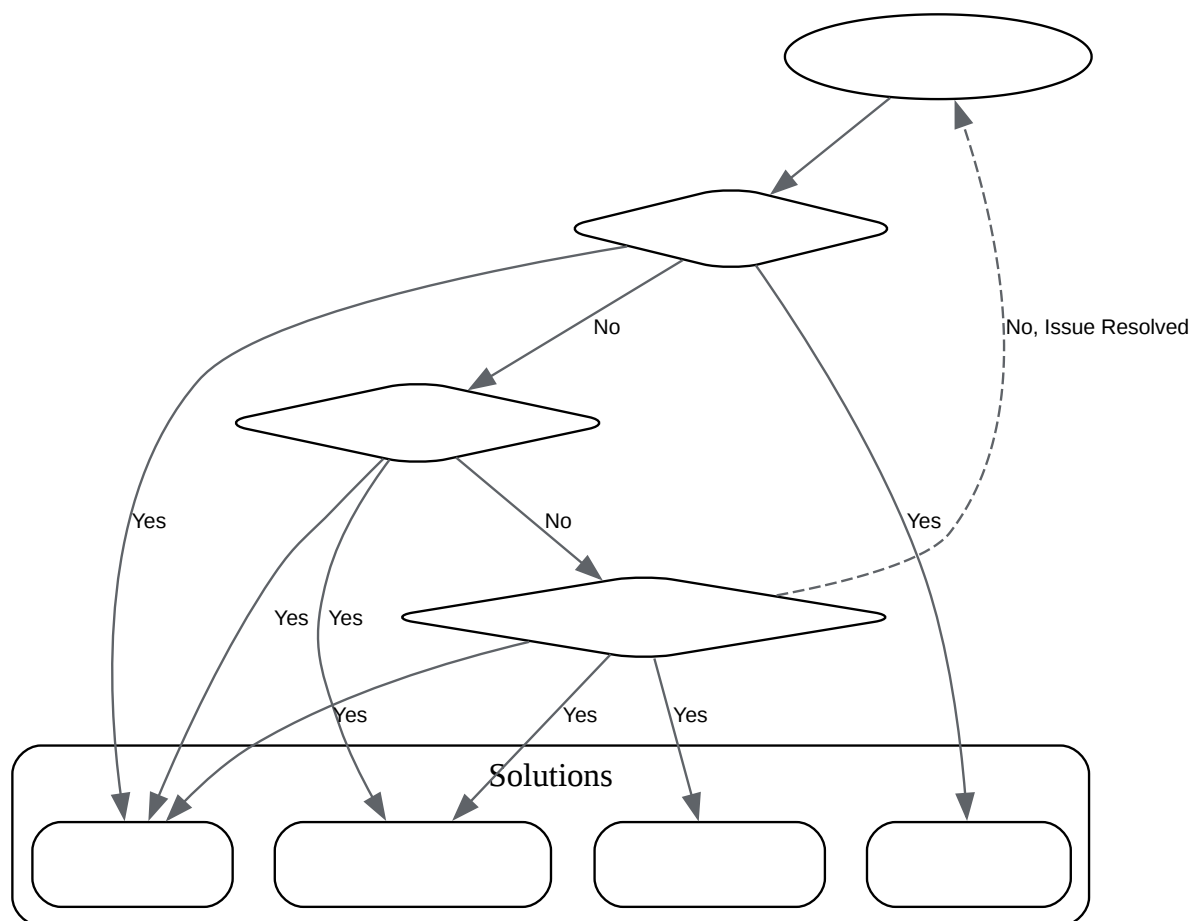 No
No, Issue Resolved
Yes
Yes
No
Yes
Yes
Yes
Yes
Yes
Solutions